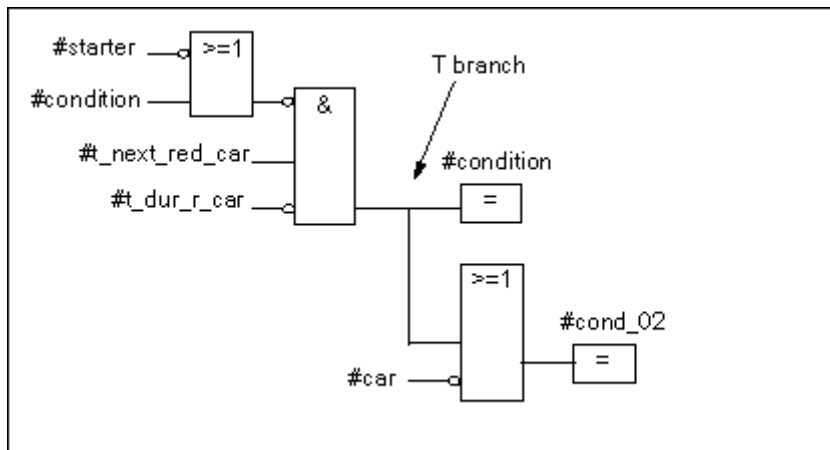 #starter
>=1
#condition
&
T branch
#t_next_red_car
#condition
#t_dur_r_car
=
>=1
#cond_02
=
#car